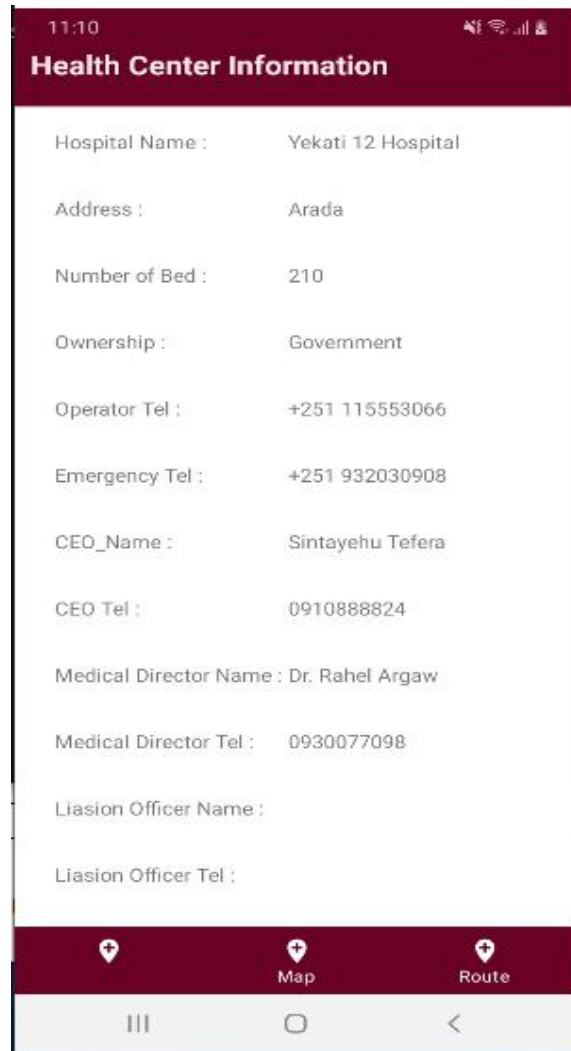 11:10
Health Center Information
Hospital Name : Yekati 12 Hospital
Address : Arada
Number of Bed : 210
Ownership : Government
Operator Tel : +251 115553066
Emergency Tel : +251 932030908
CEO_Name : Sintayehu Tefera
CEO Tel : 0910888824
Medical Director Name : Dr. Rahel Argaw
Medical Director Tel : 0930077098
Liasion Officer Name :
Liasion Officer Tel :
Map Route